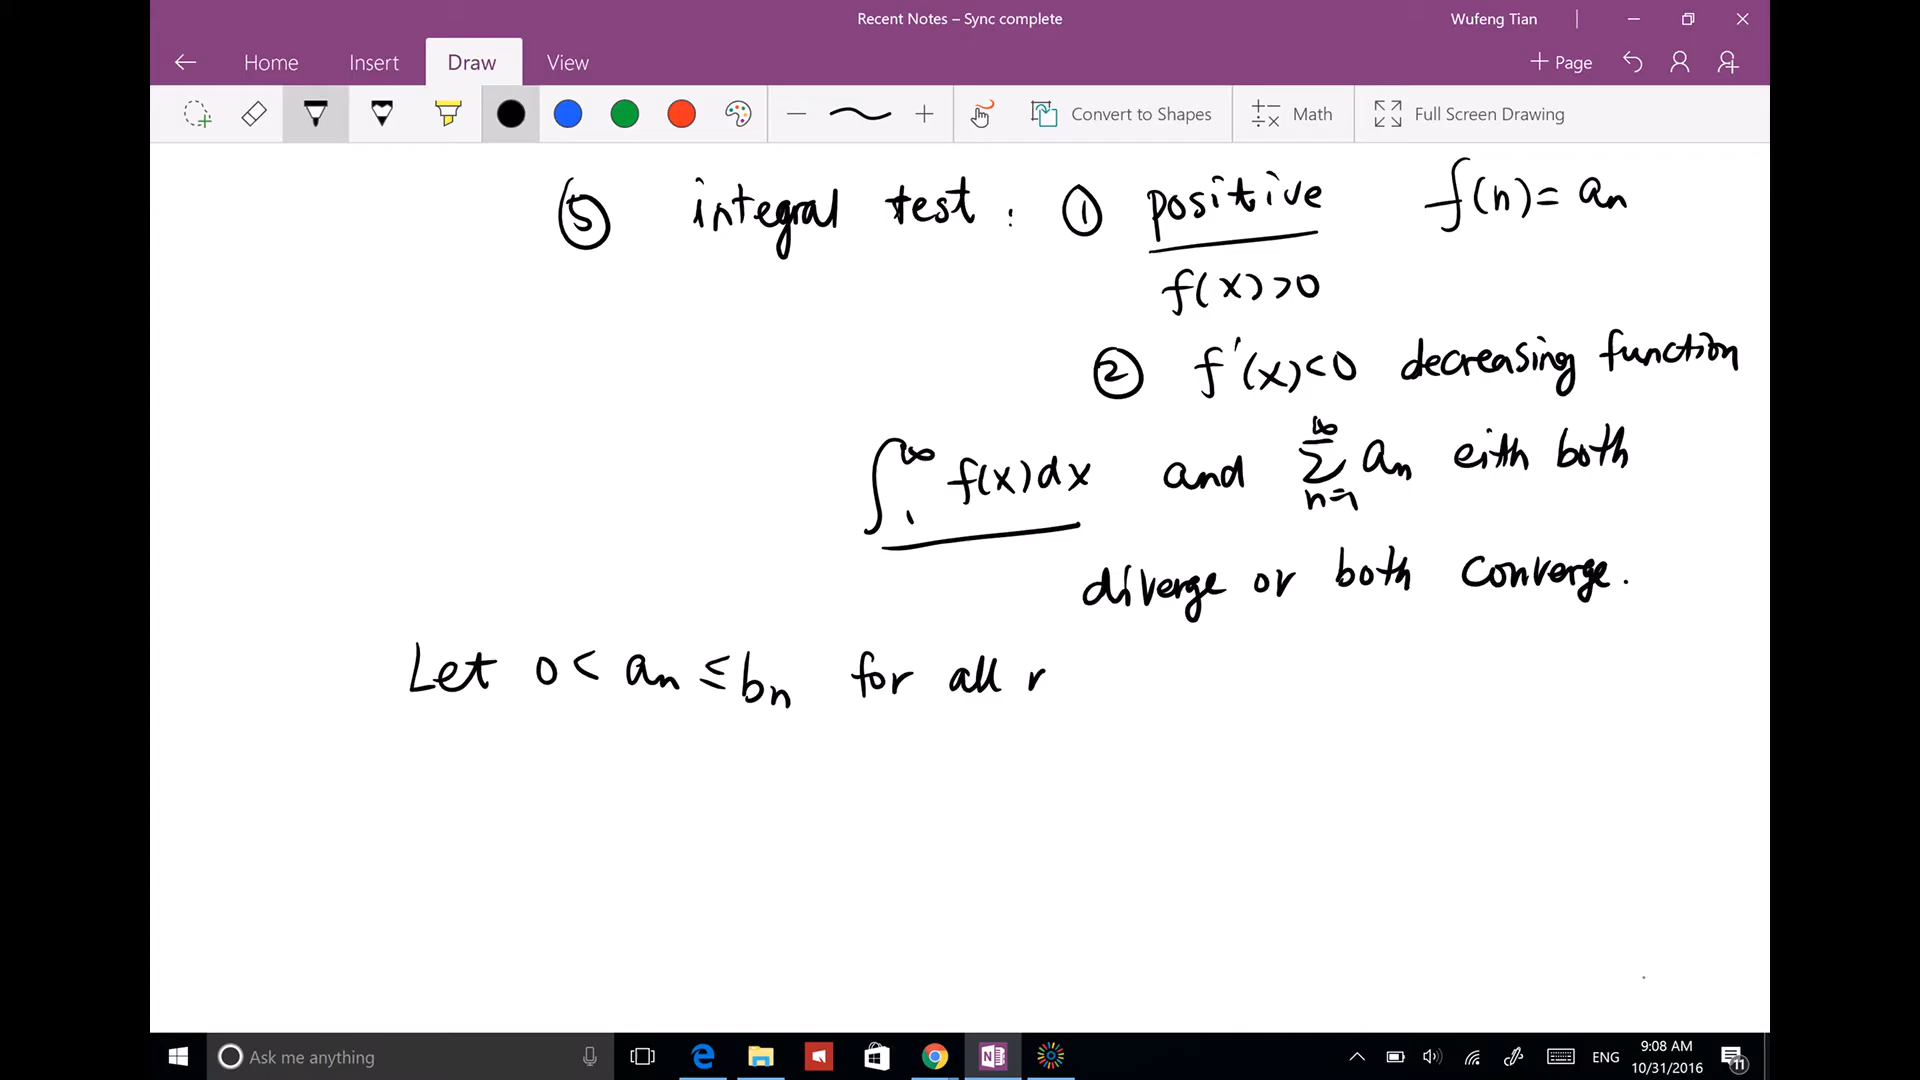 Recent Notes – Sync complete
Wufeng Tian
Home Insert Draw View
Page
Convert to Shapes Math Full Screen Drawing
⑤ integral test : ① positive f(n) = aₙ
f(x) > 0
② f'(x) < 0 decreasing function
∫₁^∞ f(x)dx and ∑ₙ₌₁^∞ aₙ eith both
diverge or both converge.
Let 0 < aₙ ≤ bₙ for all r
Ask me anything
ENG
9:08 AM
10/31/2016
11